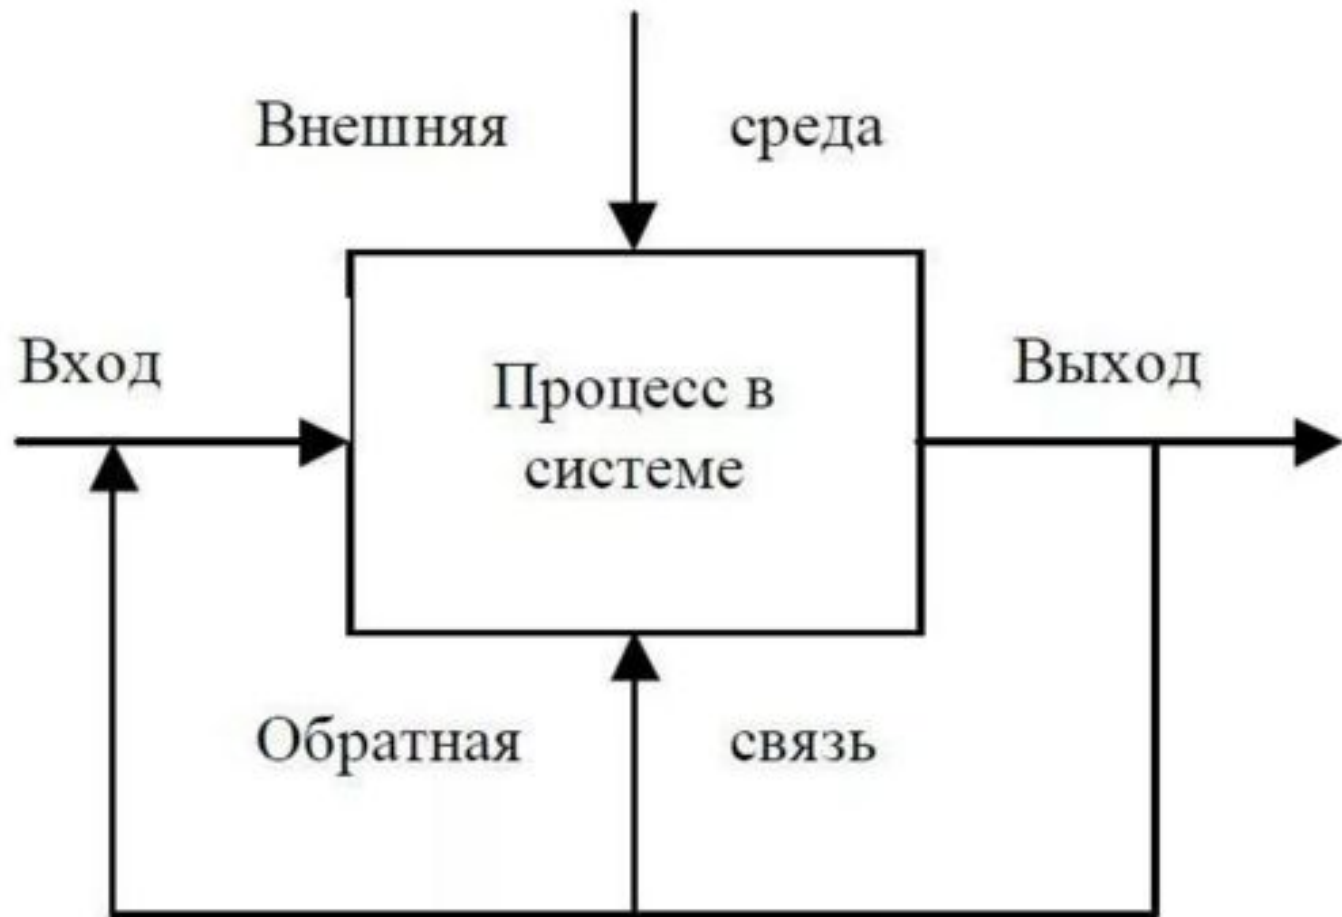 Внешняя среда
Вход
Процесс в
системе
Выход
Обратная связь